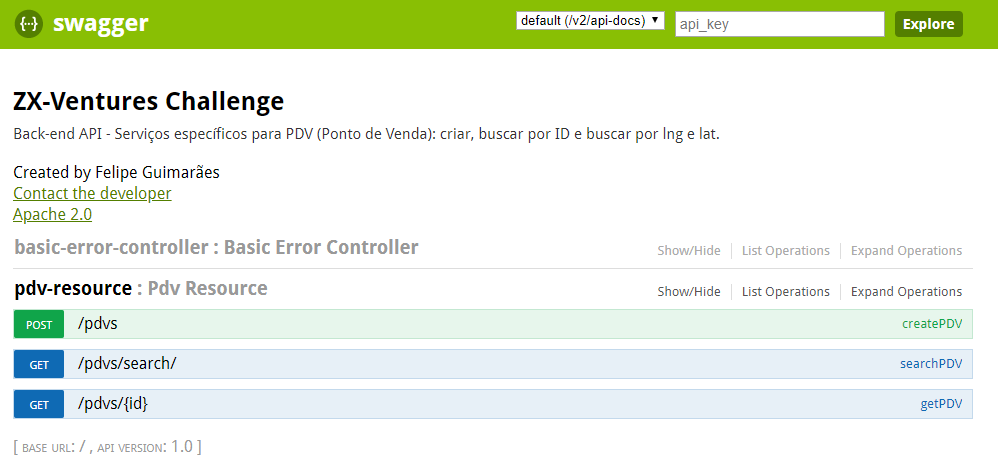 {···} swagger default (/v2/api-docs) ▼ api_key Explore
ZX-Ventures Challenge
Back-end API - Serviços específicos para PDV (Ponto de Venda): criar, buscar por ID e buscar por lng e lat.
Created by Felipe Guimarães
Contact the developer
Apache 2.0
basic-error-controller : Basic Error Controller Show/Hide List Operations Expand Operations
pdv-resource : Pdv Resource Show/Hide List Operations Expand Operations
POST /pdvs createPDV
GET /pdvs/search/ searchPDV
GET /pdvs/{id} getPDV
[ BASE URL: / , API VERSION: 1.0 ]